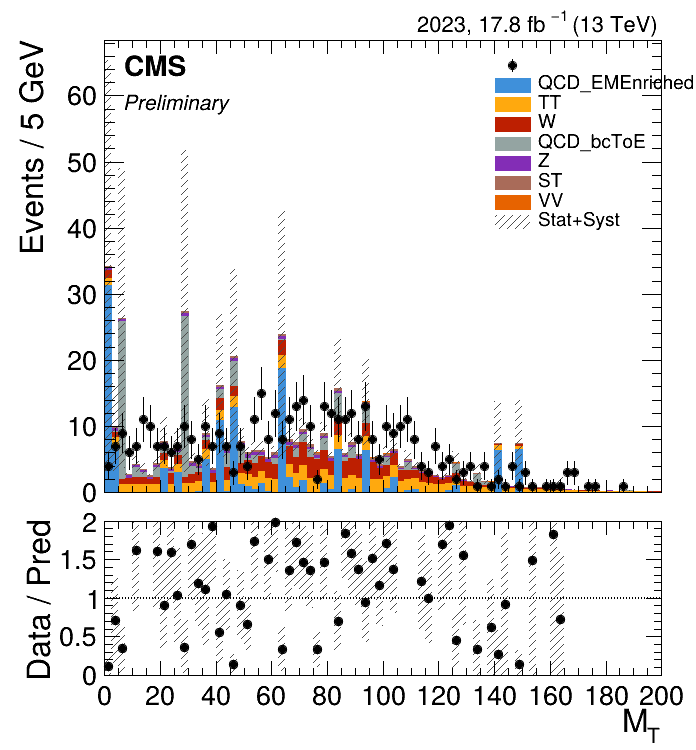 2023, 17.8 fb⁻¹ (13 TeV)
CMS
Preliminary
QCD_EMEnriched
TT
W
QCD_bcToE
Z
ST
VV
Stat+Syst
Events / 5 GeV
60
50
40
30
20
10
0
Data / Pred
2
1.5
1
0.5
0
0 20 40 60 80 100 120 140 160 180 200
M_T